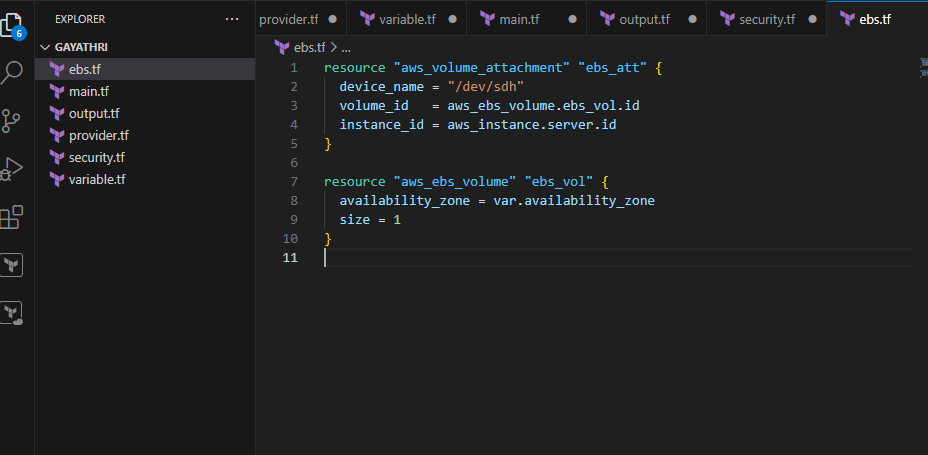 EXPLORER ...
GAYATHRI
ebs.tf
main.tf
output.tf
provider.tf
security.tf
variable.tf
6
provider.tf variable.tf main.tf output.tf security.tf ebs.tf
ebs.tf > ...
1 resource "aws_volume_attachment" "ebs_att" {
2 device_name = "/dev/sdh"
3 volume_id   = aws_ebs_volume.ebs_vol.id
4 instance_id = aws_instance.server.id
5 }
6
7 resource "aws_ebs_volume" "ebs_vol" {
8 availability_zone = var.availability_zone
9 size = 1
10 }
11